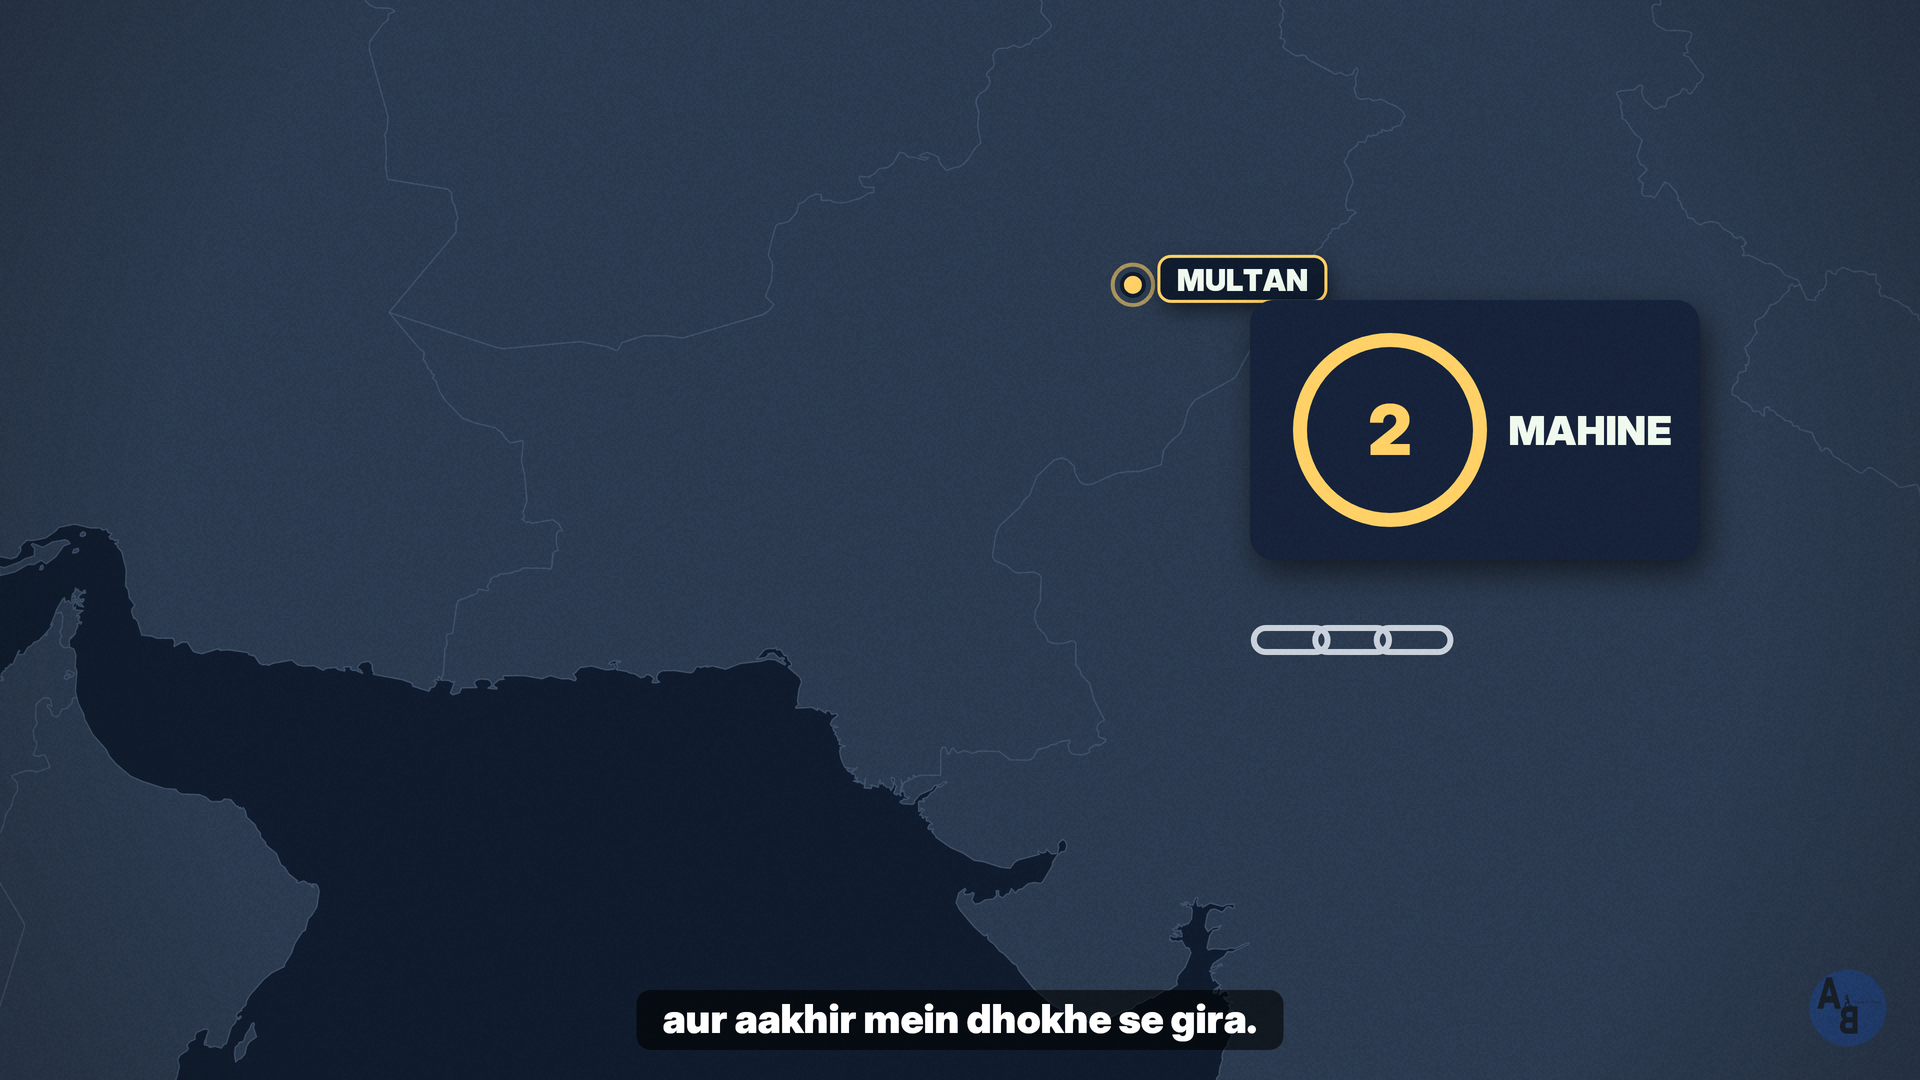 MULTAN
2
MAHINE
aur aakhir mein dhokhe se gira.
A
B